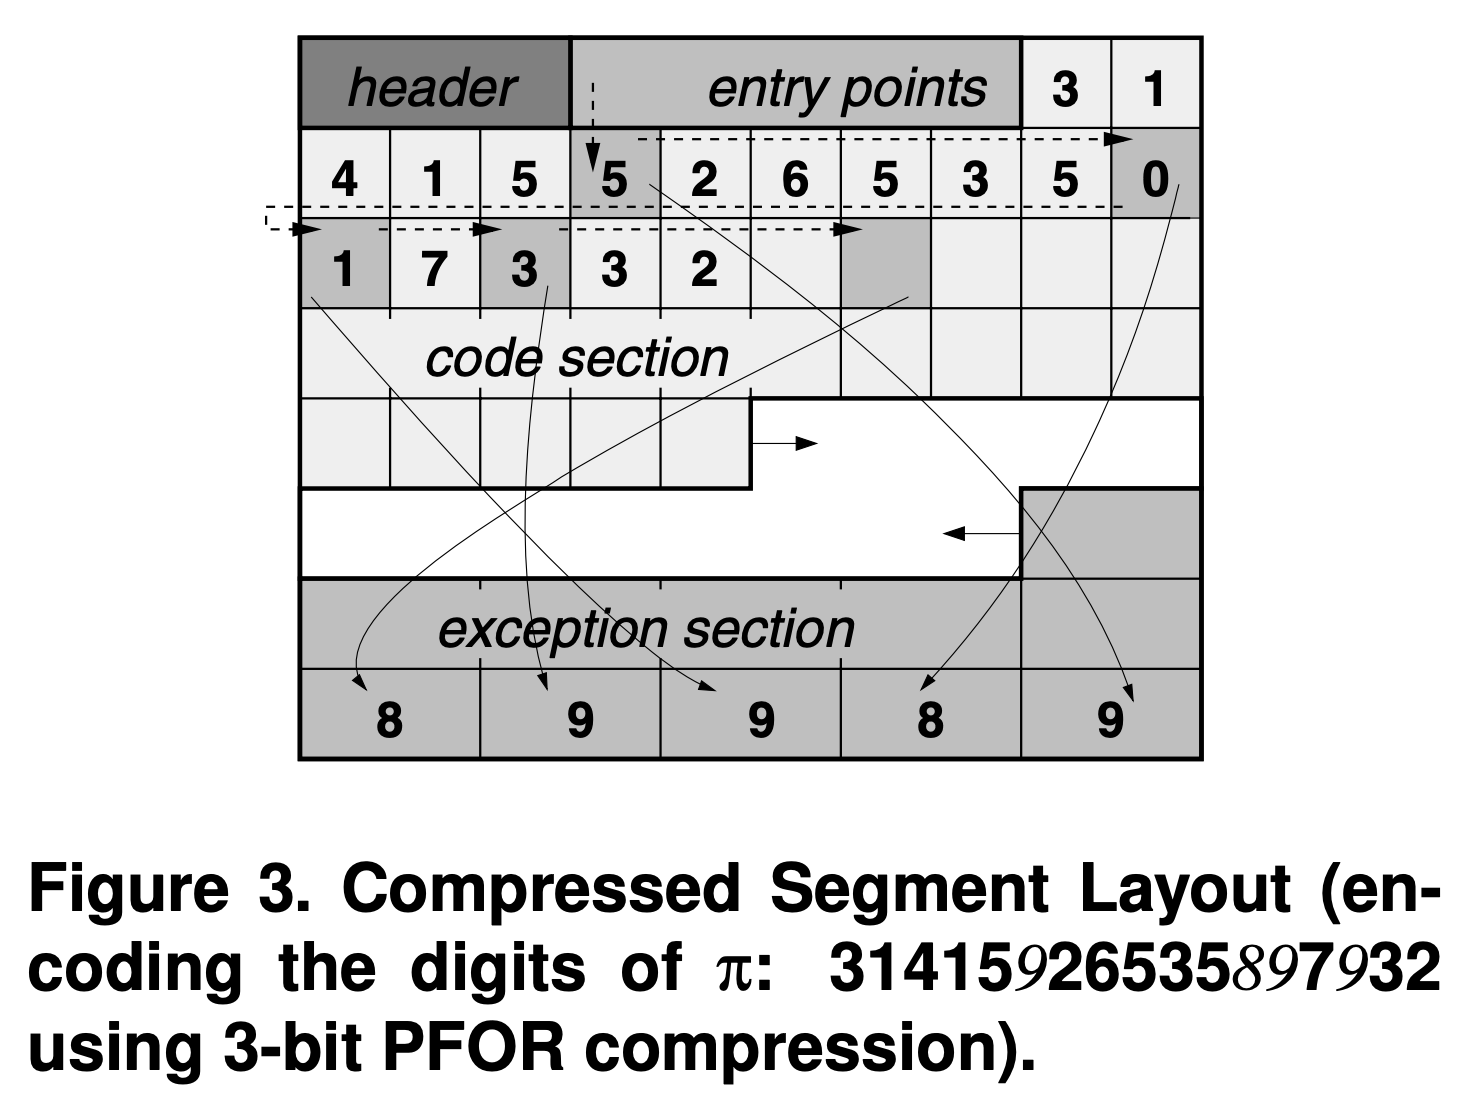 header entry points 3 1
4 1 5 5 2 6 5 3 5 0
1 7 3 3 2
code section
exception section
8 9 9 8 9
Figure 3. Compressed Segment Layout (en-
coding the digits of π: 31415926535897932
using 3-bit PFOR compression).